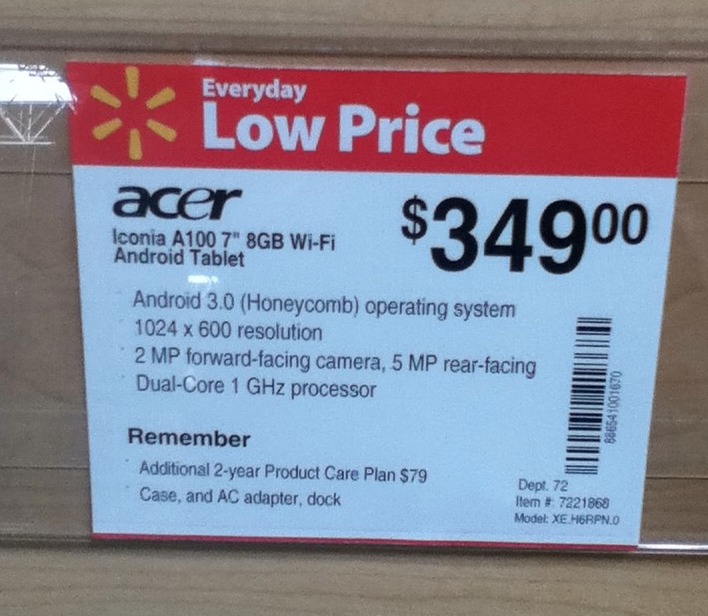 Everyday
Low Price
acer
$34900
Iconia A100 7" 8GB Wi-Fi
Android Tablet
Android 3.0 (Honeycomb) operating system
1024 x 600 resolution
2 MP forward-facing camera, 5 MP rear-facing
Dual-Core 1 GHz processor
886541001670
Remember
Additional 2-year Product Care Plan $79
Case, and AC adapter, dock
Dept. 72
Item #: 7221868
Model: XE.H6RPN.0